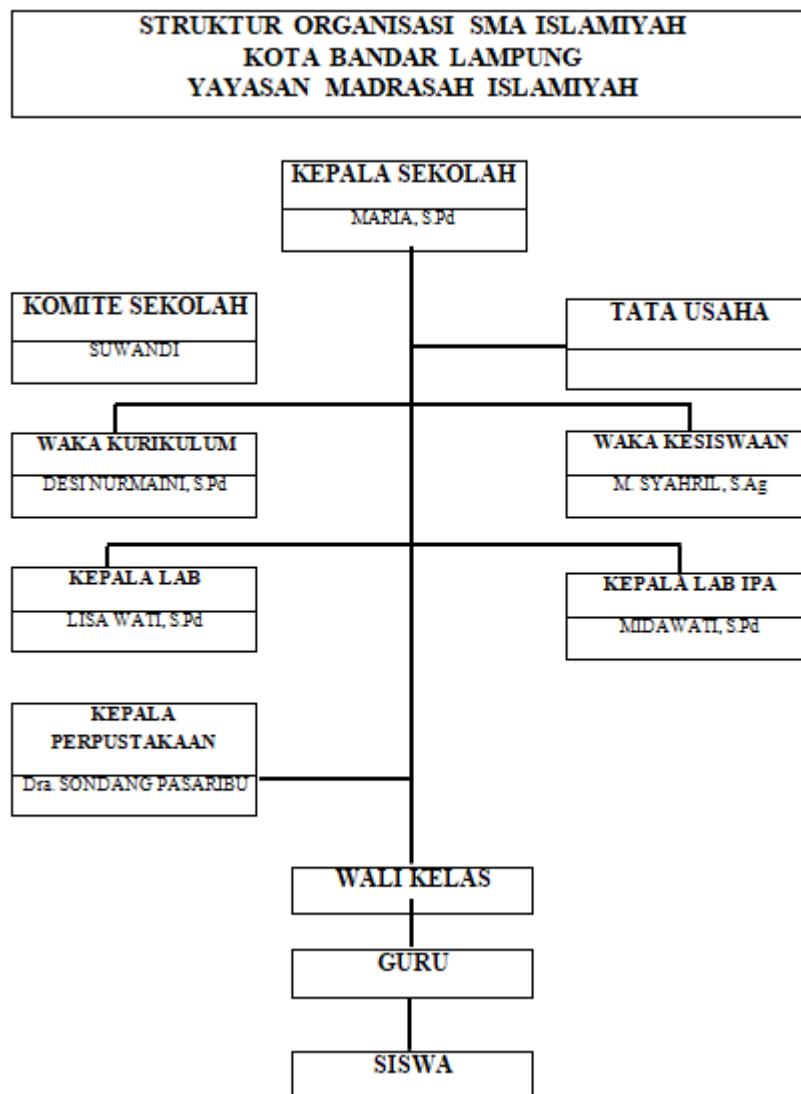 STRUKTUR ORGANISASI SMA ISLAMIYAH
KOTA BANDAR LAMPUNG
YAYASAN MADRASAH ISLAMIYAH
KEPALA SEKOLAH
MARIA, S.Pd
KOMITE SEKOLAH
SUWANDI
TATA USAHA
WAKA KURIKULUM
DESI NURMAINI, S.Pd
WAKA KESISWAAN
M. SYAHRIL, S.Ag
KEPALA LAB
LISA WATI, S.Pd
KEPALA LAB IPA
MIDAWATI, S.Pd
KEPALA
PERPUSTAKAAN
Dra. SONDANG PASARIBU
WALI KELAS
GURU
SISWA